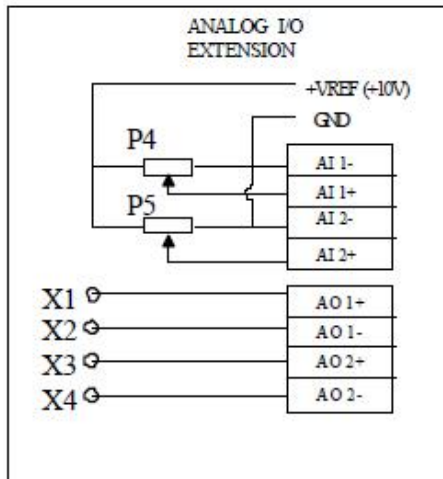 ANALOG I/O
EXTENSION
+VREF (+10V)
GND
P4
AI 1-
AI 1+
P5
AI 2-
AI 2+
X1
AO 1+
X2
AO 1-
X3
AO 2+
X4
AO 2-